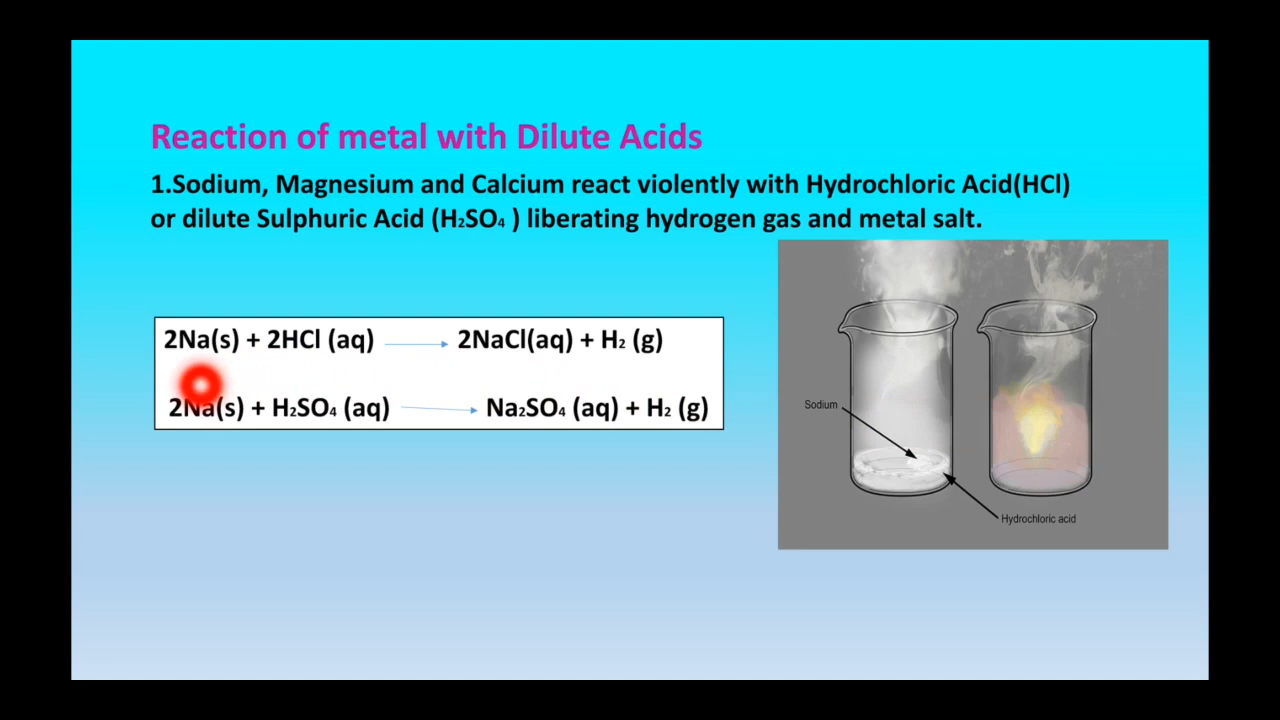 Reaction of metal with Dilute Acids
1.Sodium, Magnesium and Calcium react violently with Hydrochloric Acid(HCl)
or dilute Sulphuric Acid (H₂SO₄ ) liberating hydrogen gas and metal salt.
2Na(s) + 2HCl (aq) → 2NaCl(aq) + H₂ (g)
2Na(s) + H₂SO₄ (aq) → Na₂SO₄ (aq) + H₂ (g)
Sodium
Hydrochloric acid